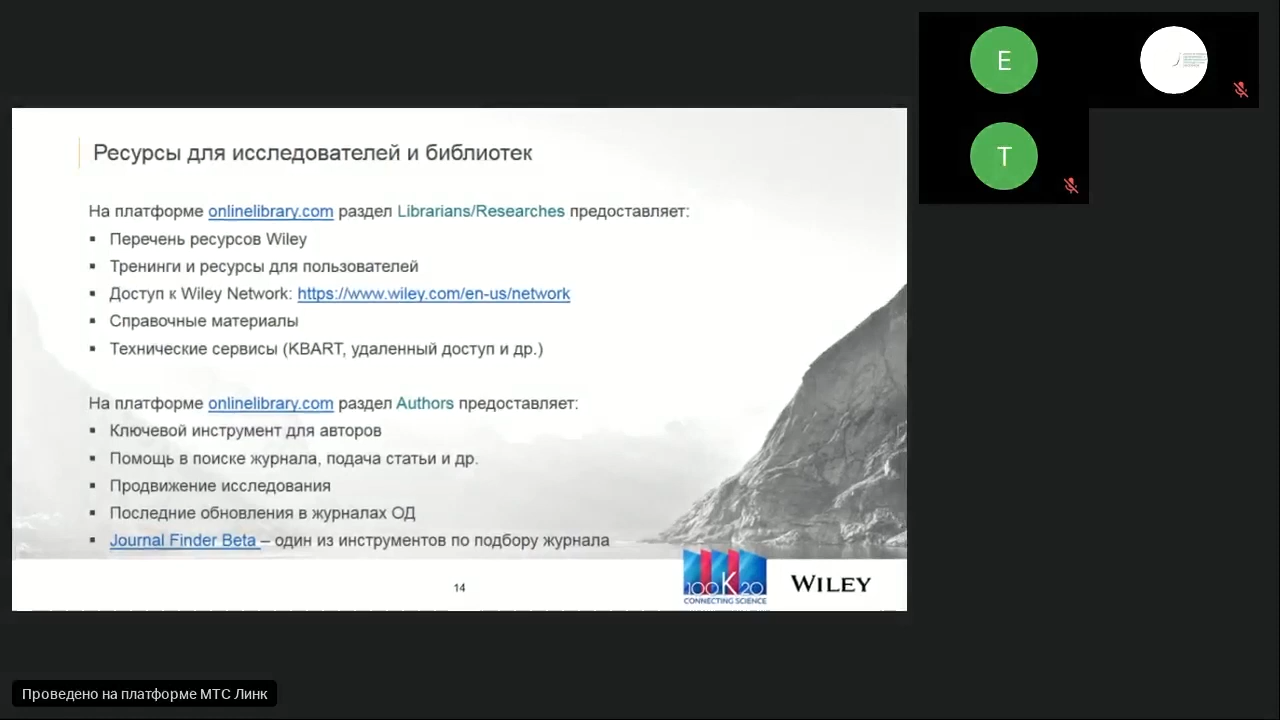 Ресурсы для исследователей и библиотек
На платформе onlinelibrary.com раздел Librarians/Researches предоставляет:
▪ Перечень ресурсов Wiley
▪ Тренинги и ресурсы для пользователей
▪ Доступ к Wiley Network: https://www.wiley.com/en-us/network
▪ Справочные материалы
▪ Технические сервисы (KBART, удаленный доступ и др.)
На платформе onlinelibrary.com раздел Authors предоставляет:
▪ Ключевой инструмент для авторов
▪ Помощь в поиске журнала, подача статьи и др.
▪ Продвижение исследования
▪ Последние обновления в журналах ОД
▪ Journal Finder Beta – один из инструментов по подбору журнала
14
100K20
CONNECTING SCIENCE
WILEY
E
T
Проведено на платформе МТС Линк